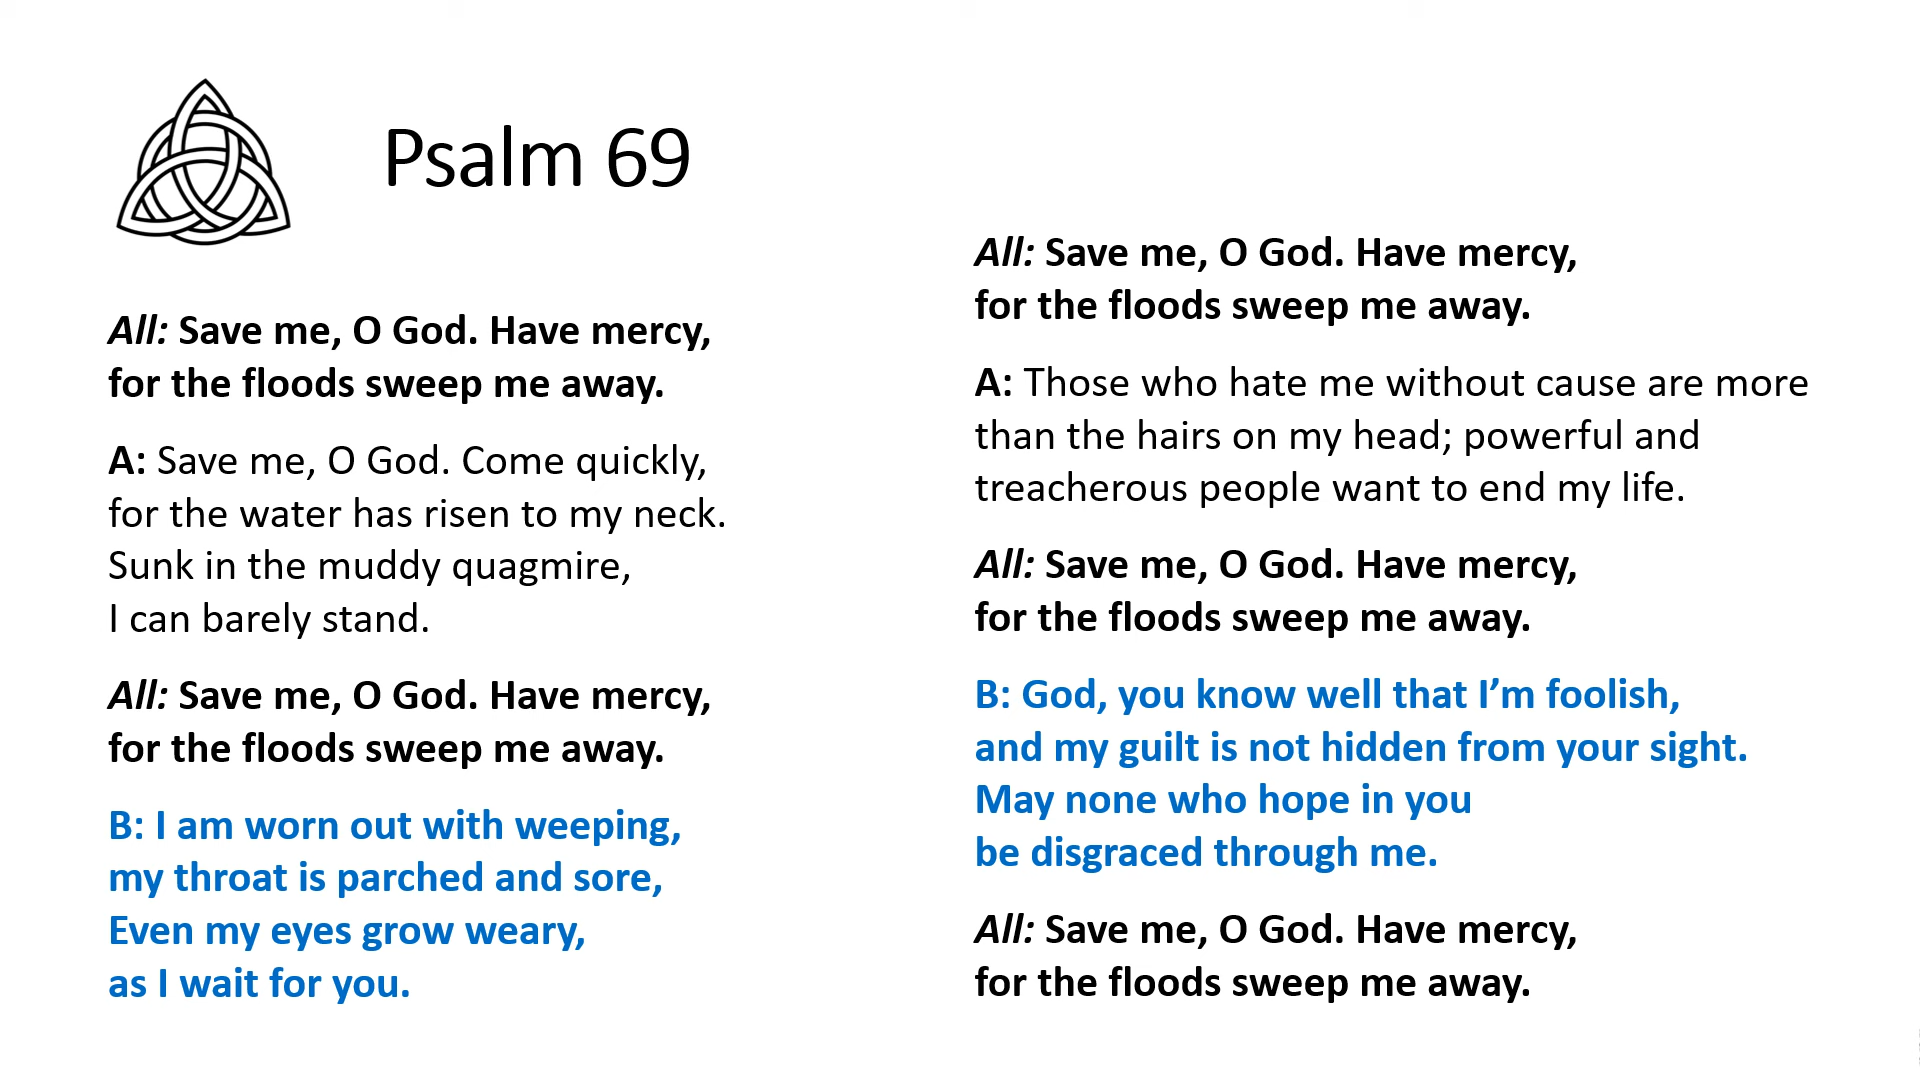 Psalm 69
All: Save me, O God. Have mercy,
for the floods sweep me away.
A: Save me, O God. Come quickly,
for the water has risen to my neck.
Sunk in the muddy quagmire,
I can barely stand.
All: Save me, O God. Have mercy,
for the floods sweep me away.
B: I am worn out with weeping,
my throat is parched and sore,
Even my eyes grow weary,
as I wait for you.
All: Save me, O God. Have mercy,
for the floods sweep me away.
A: Those who hate me without cause are more
than the hairs on my head; powerful and
treacherous people want to end my life.
All: Save me, O God. Have mercy,
for the floods sweep me away.
B: God, you know well that I’m foolish,
and my guilt is not hidden from your sight.
May none who hope in you
be disgraced through me.
All: Save me, O God. Have mercy,
for the floods sweep me away.